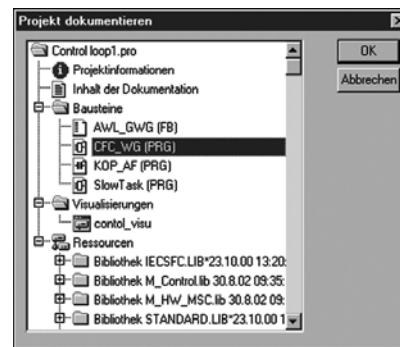 Projekt dokumentieren
Control loop1.pro
Projektinformationen
Inhalt der Dokumentation
Bausteine
AWL_GWG (FB)
CFC_WG (PRG)
KOP_AF (PRG)
SlowTask (PRG)
Visualisierungen
contol_visu
Ressourcen
Bibliothek IECSFC.LIB*23.10.00 13:20:
Bibliothek M_Control.lib 30.8.02 09:35:
Bibliothek M_HW_MSC.lib 30.8.02 09:
Bibliothek STANDARD.LIB*23.10.00 1
OK
Abbrechen